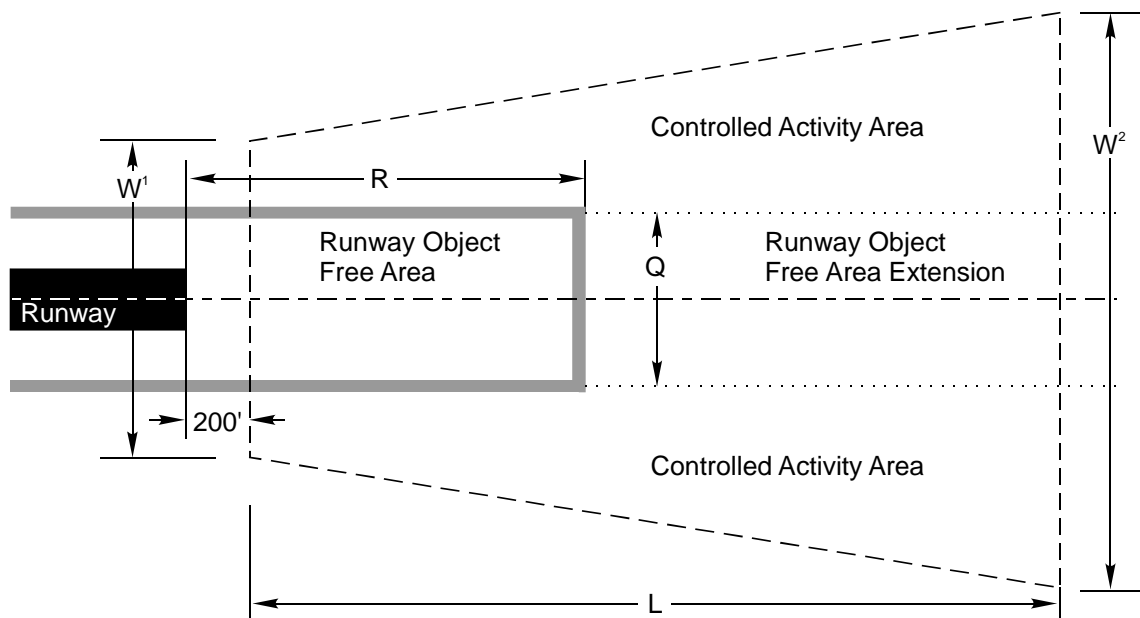 Controlled Activity Area
W²
W¹
R
Runway Object
Free Area
Q
Runway Object
Free Area Extension
Runway
200'
Controlled Activity Area
L